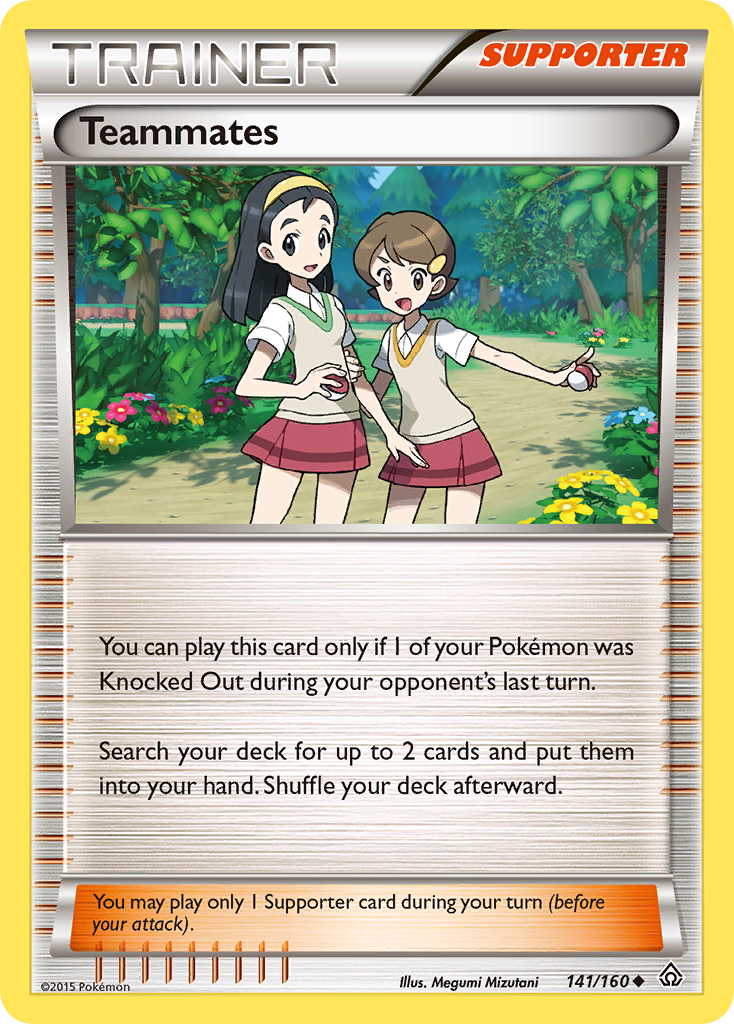 TRAINER
SUPPORTER
Teammates
You can play this card only if 1 of your Pokémon was
Knocked Out during your opponent's last turn.
Search your deck for up to 2 cards and put them
into your hand. Shuffle your deck afterward.
You may play only 1 Supporter card during your turn (before
your attack).
©2015 Pokémon
Illus. Megumi Mizutani
141/160